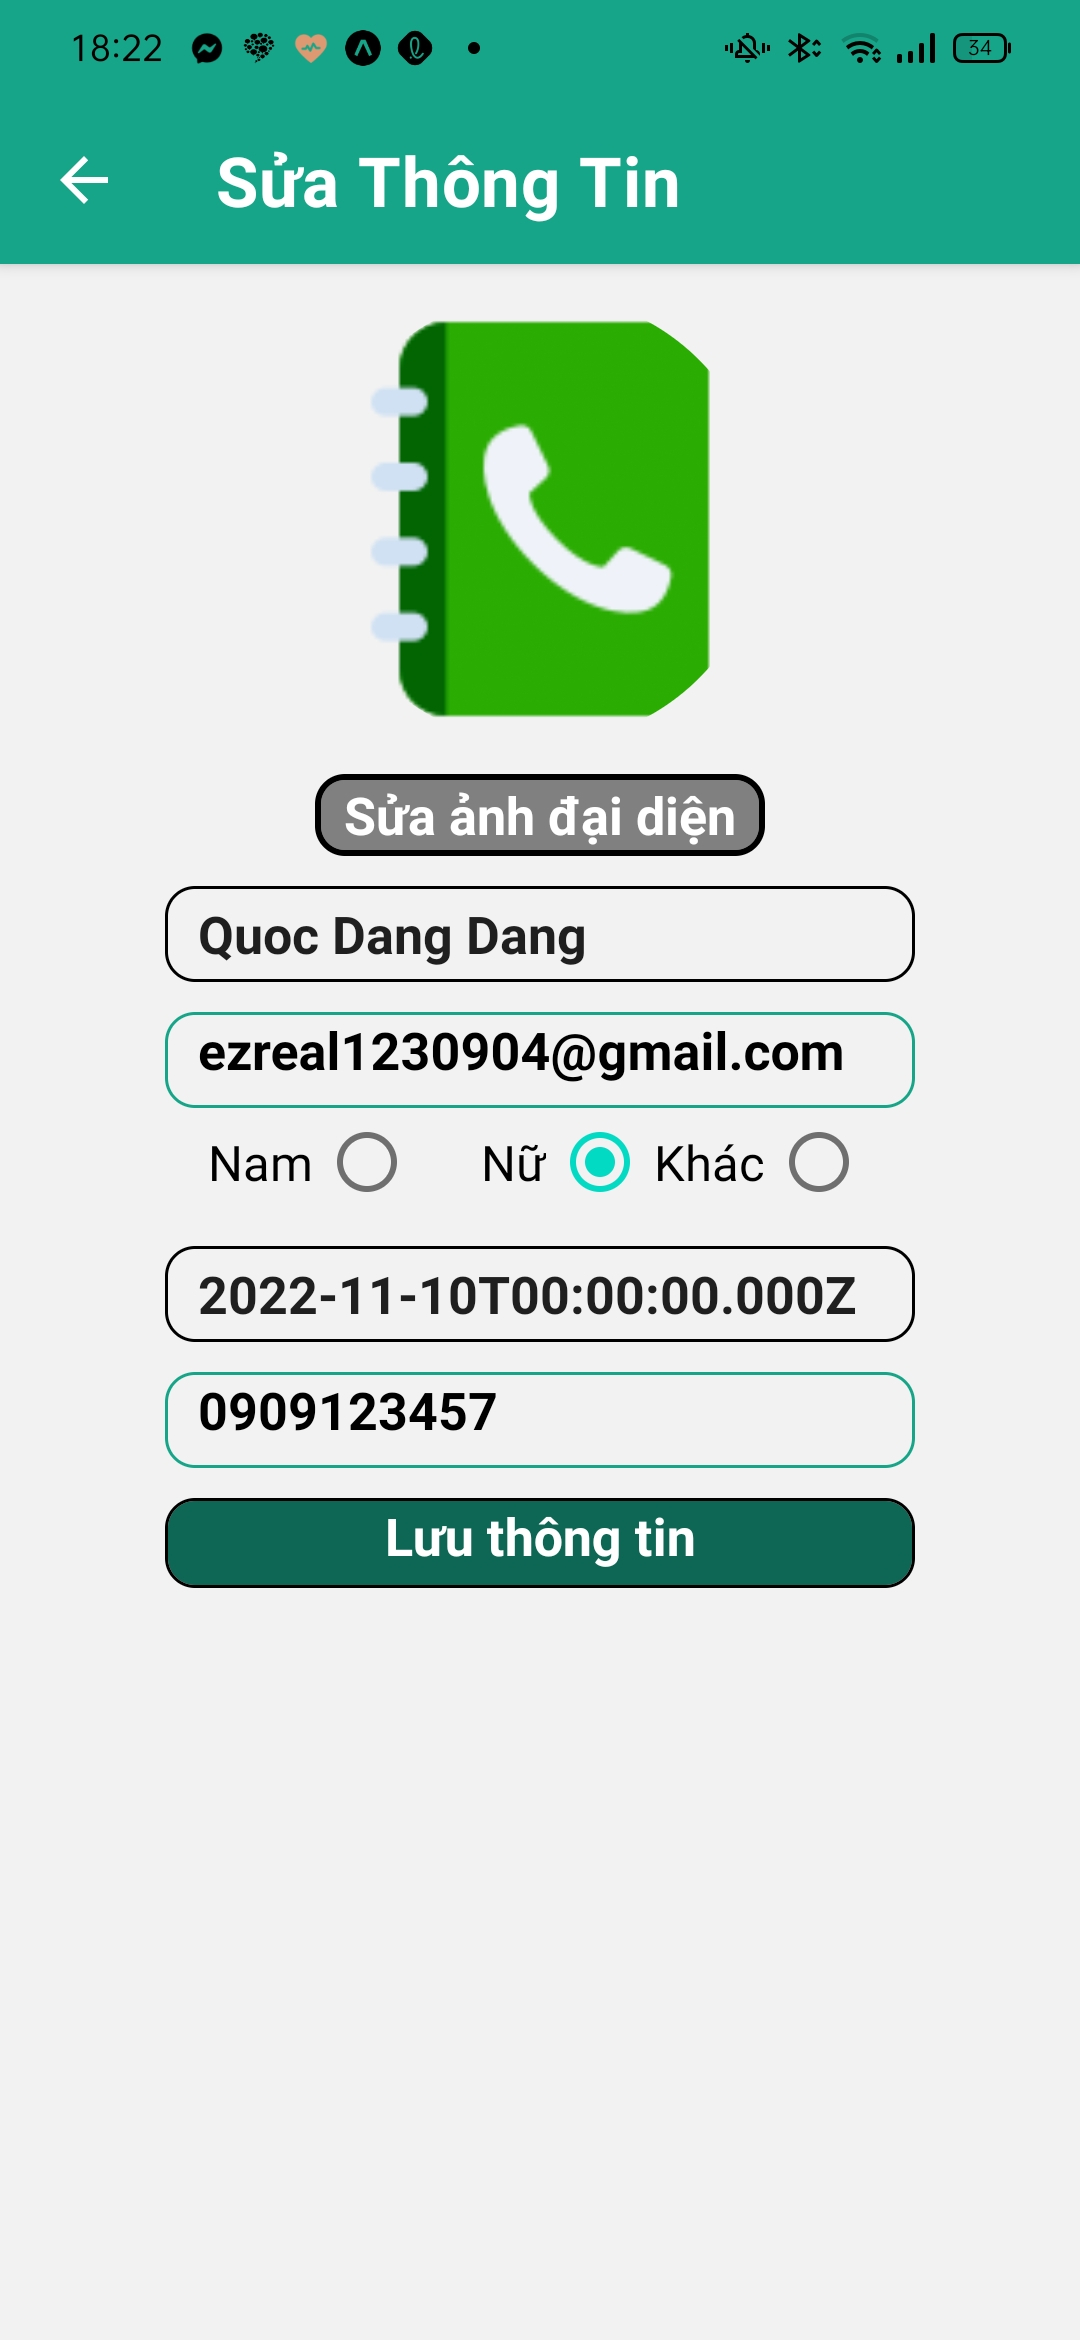 18:22
34
Sửa Thông Tin
Sửa ảnh đại diện
Quoc Dang Dang
ezreal1230904@gmail.com
Nam Nữ Khác
2022-11-10T00:00:00.000Z
0909123457
Lưu thông tin